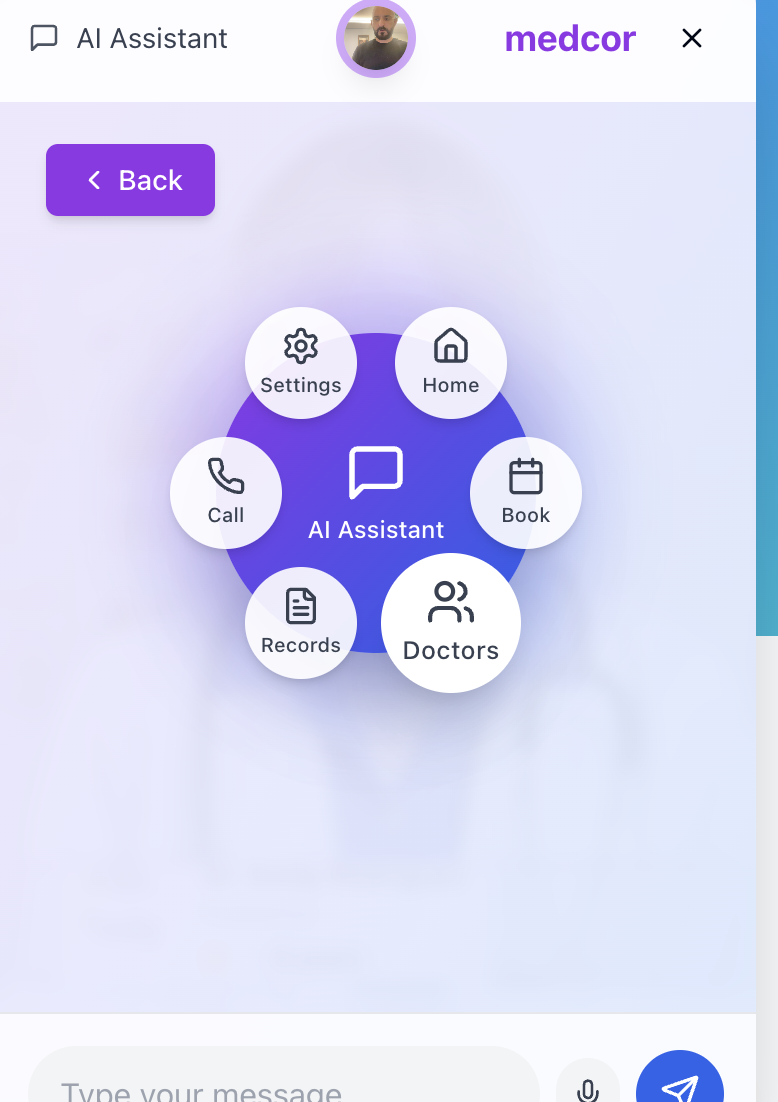 AI Assistant
medcor
Back
Settings
Home
Call
AI Assistant
Book
Records
Doctors
Type your message